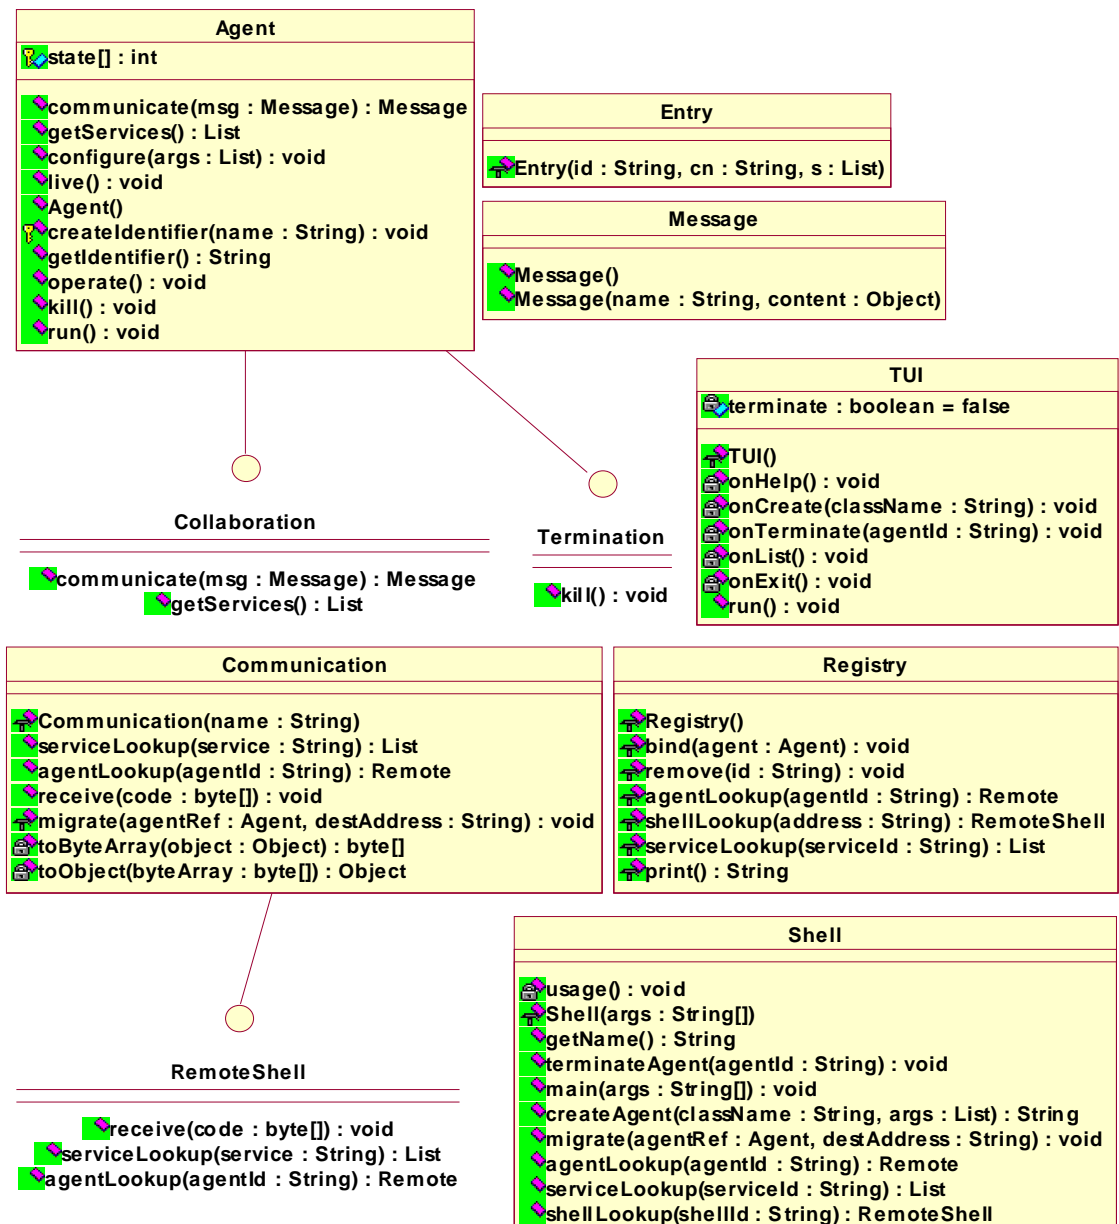 Agent
state[] : int
communicate(msg : Message) : Message
getServices() : List
configure(args : List) : void
live() : void
Agent()
createIdentifier(name : String) : void
getIdentifier() : String
operate() : void
kill() : void
run() : void
Entry
Entry(id : String, cn : String, s : List)
Message
Message()
Message(name : String, content : Object)
TUI
terminate : boolean = false
TUI()
onHelp() : void
onCreate(className : String) : void
onTerminate(agentId : String) : void
onList() : void
onExit() : void
run() : void
Collaboration
communicate(msg : Message) : Message
getServices() : List
Termination
kill() : void
Communication
Communication(name : String)
serviceLookup(service : String) : List
agentLookup(agentId : String) : Remote
receive(code : byte[]) : void
migrate(agentRef : Agent, destAddress : String) : void
toByteArray(object : Object) : byte[]
toObject(byteArray : byte[]) : Object
Registry
Registry()
bind(agent : Agent) : void
remove(id : String) : void
agentLookup(agentId : String) : Remote
shellLookup(address : String) : RemoteShell
serviceLookup(serviceId : String) : List
print() : String
RemoteShell
receive(code : byte[]) : void
serviceLookup(service : String) : List
agentLookup(agentId : String) : Remote
Shell
usage() : void
Shell(args : String[])
getName() : String
terminateAgent(agentId : String) : void
main(args : String[]) : void
createAgent(className : String, args : List) : String
migrate(agentRef : Agent, destAddress : String) : void
agentLookup(agentId : String) : Remote
serviceLookup(serviceId : String) : List
shellLookup(shellId : String) : RemoteShell